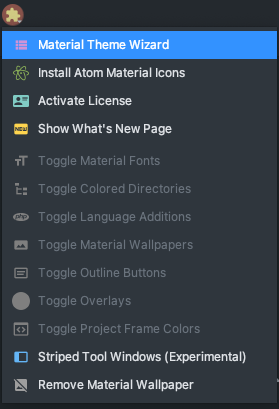 Material Theme Wizard
Install Atom Material Icons
Activate License
NEW Show What's New Page
Toggle Material Fonts
Toggle Colored Directories
php Toggle Language Additions
Toggle Material Wallpapers
Toggle Outline Buttons
Toggle Overlays
Toggle Project Frame Colors
Striped Tool Windows (Experimental)
Remove Material Wallpaper